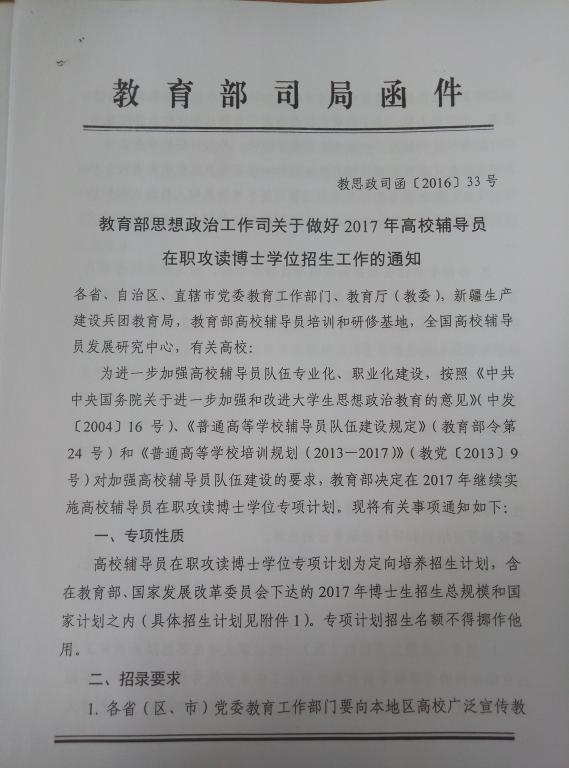 教育部司局函件
教思政司函〔2016〕33号
教育部思想政治工作司关于做好2017年高校辅导员
在职攻读博士学位招生工作的通知
各省、自治区、直辖市党委教育工作部门、教育厅（教委），新疆生产
建设兵团教育局，教育部高校辅导员培训和研修基地，全国高校辅导
员发展研究中心，有关高校：
为进一步加强高校辅导员队伍专业化、职业化建设，按照《中共
中央国务院关于进一步加强和改进大学生思想政治教育的意见》（中发
〔2004〕16号）、《普通高等学校辅导员队伍建设规定》（教育部令第
24号）和《普通高等学校培训规划（2013—2017）》（教党〔2013〕9
号）对加强高校辅导员队伍建设的要求，教育部决定在2017年继续实
施高校辅导员在职攻读博士学位专项计划。现将有关事项通知如下：
一、专项性质
高校辅导员在职攻读博士学位专项计划为定向培养招生计划，含
在教育部、国家发展改革委员会下达的2017年博士生招生总规模和国
家计划之内（具体招生计划见附件1）。专项计划招生名额不得挪作他
用。
二、招录要求
1.各省（区、市）党委教育工作部门要向本地区高校广泛宣传教